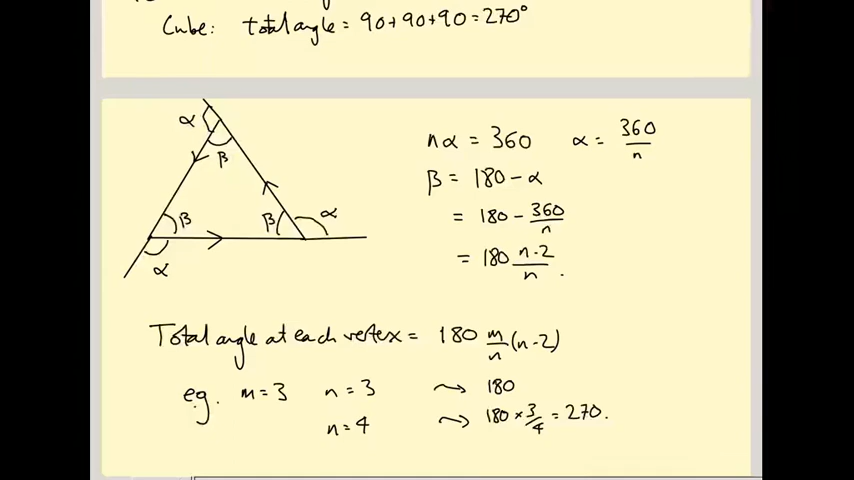 Cube: total angle = 90+90+90 = 270°
α
β
nα = 360 α = 360/n
β = 180 - α
β β α
= 180 - 360/n
α
= 180 n-2/n .
Total angle at each vertex = 180 m/n (n-2)
e.g. m = 3 n = 3 ⇝ 180
n = 4 ⇝ 180 × 3/4 = 270.